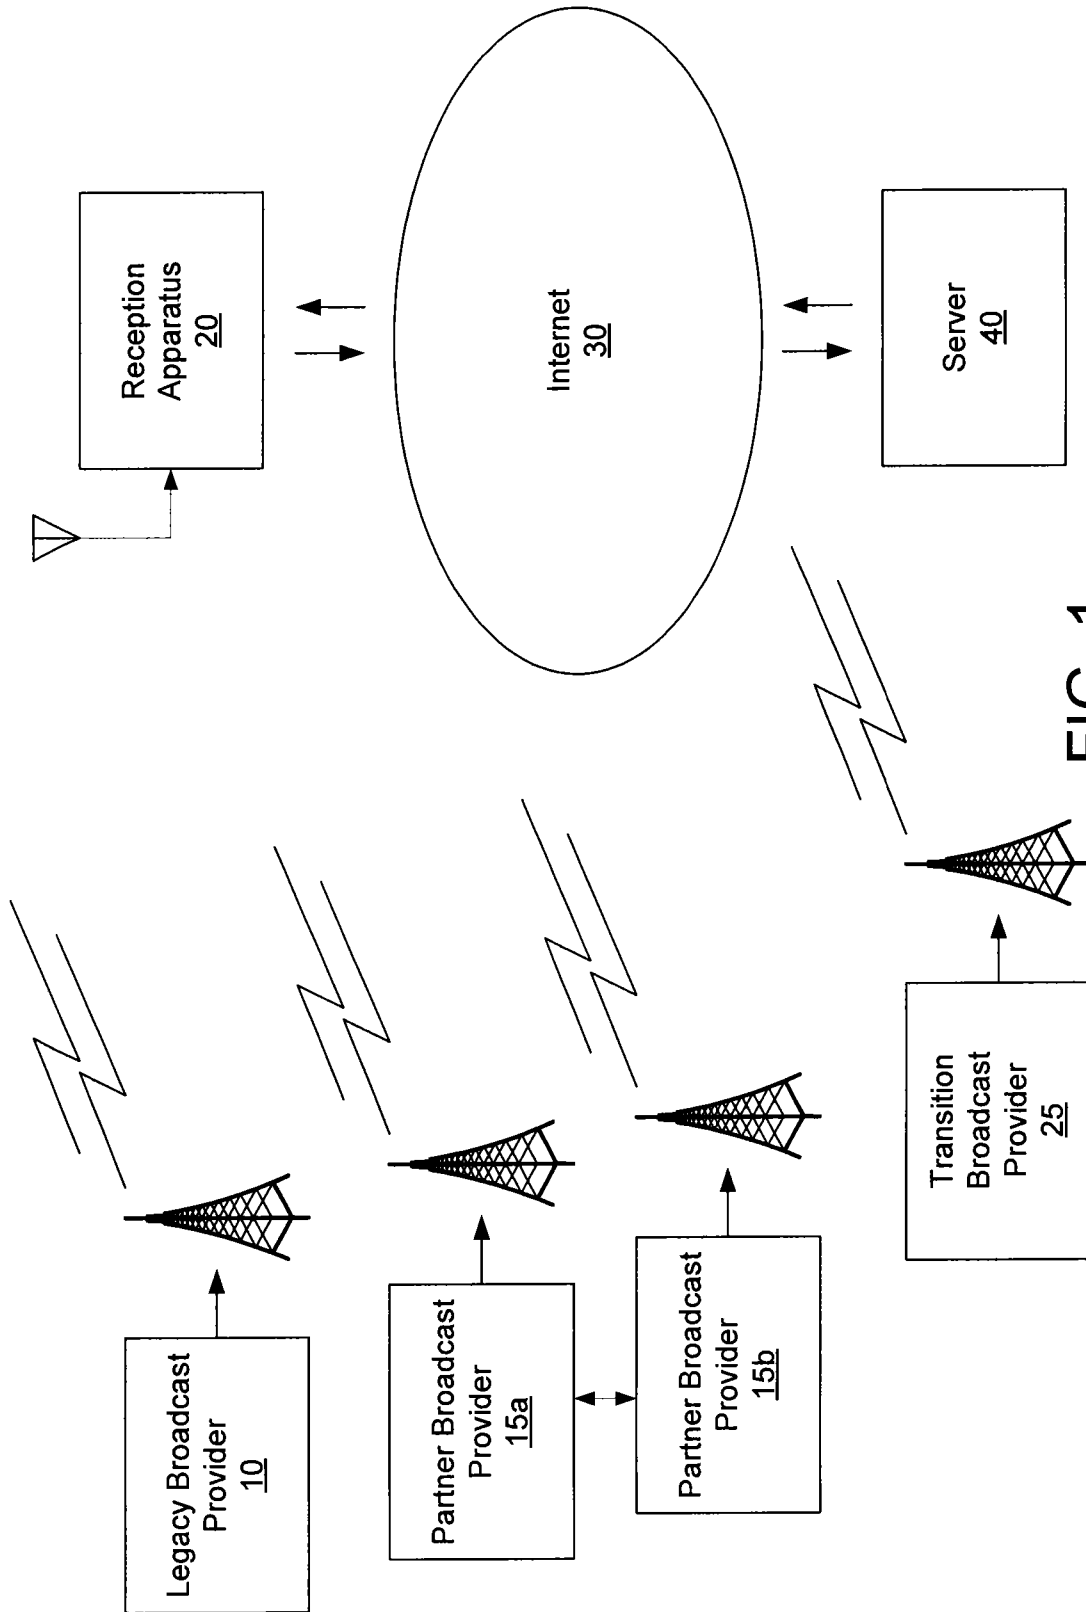 Legacy Broadcast
Provider
10
Partner Broadcast
Provider
15a
Partner Broadcast
Provider
15b
Transition
Broadcast
Provider
25
Reception
Apparatus
20
Internet
30
Server
40
FIG. 1